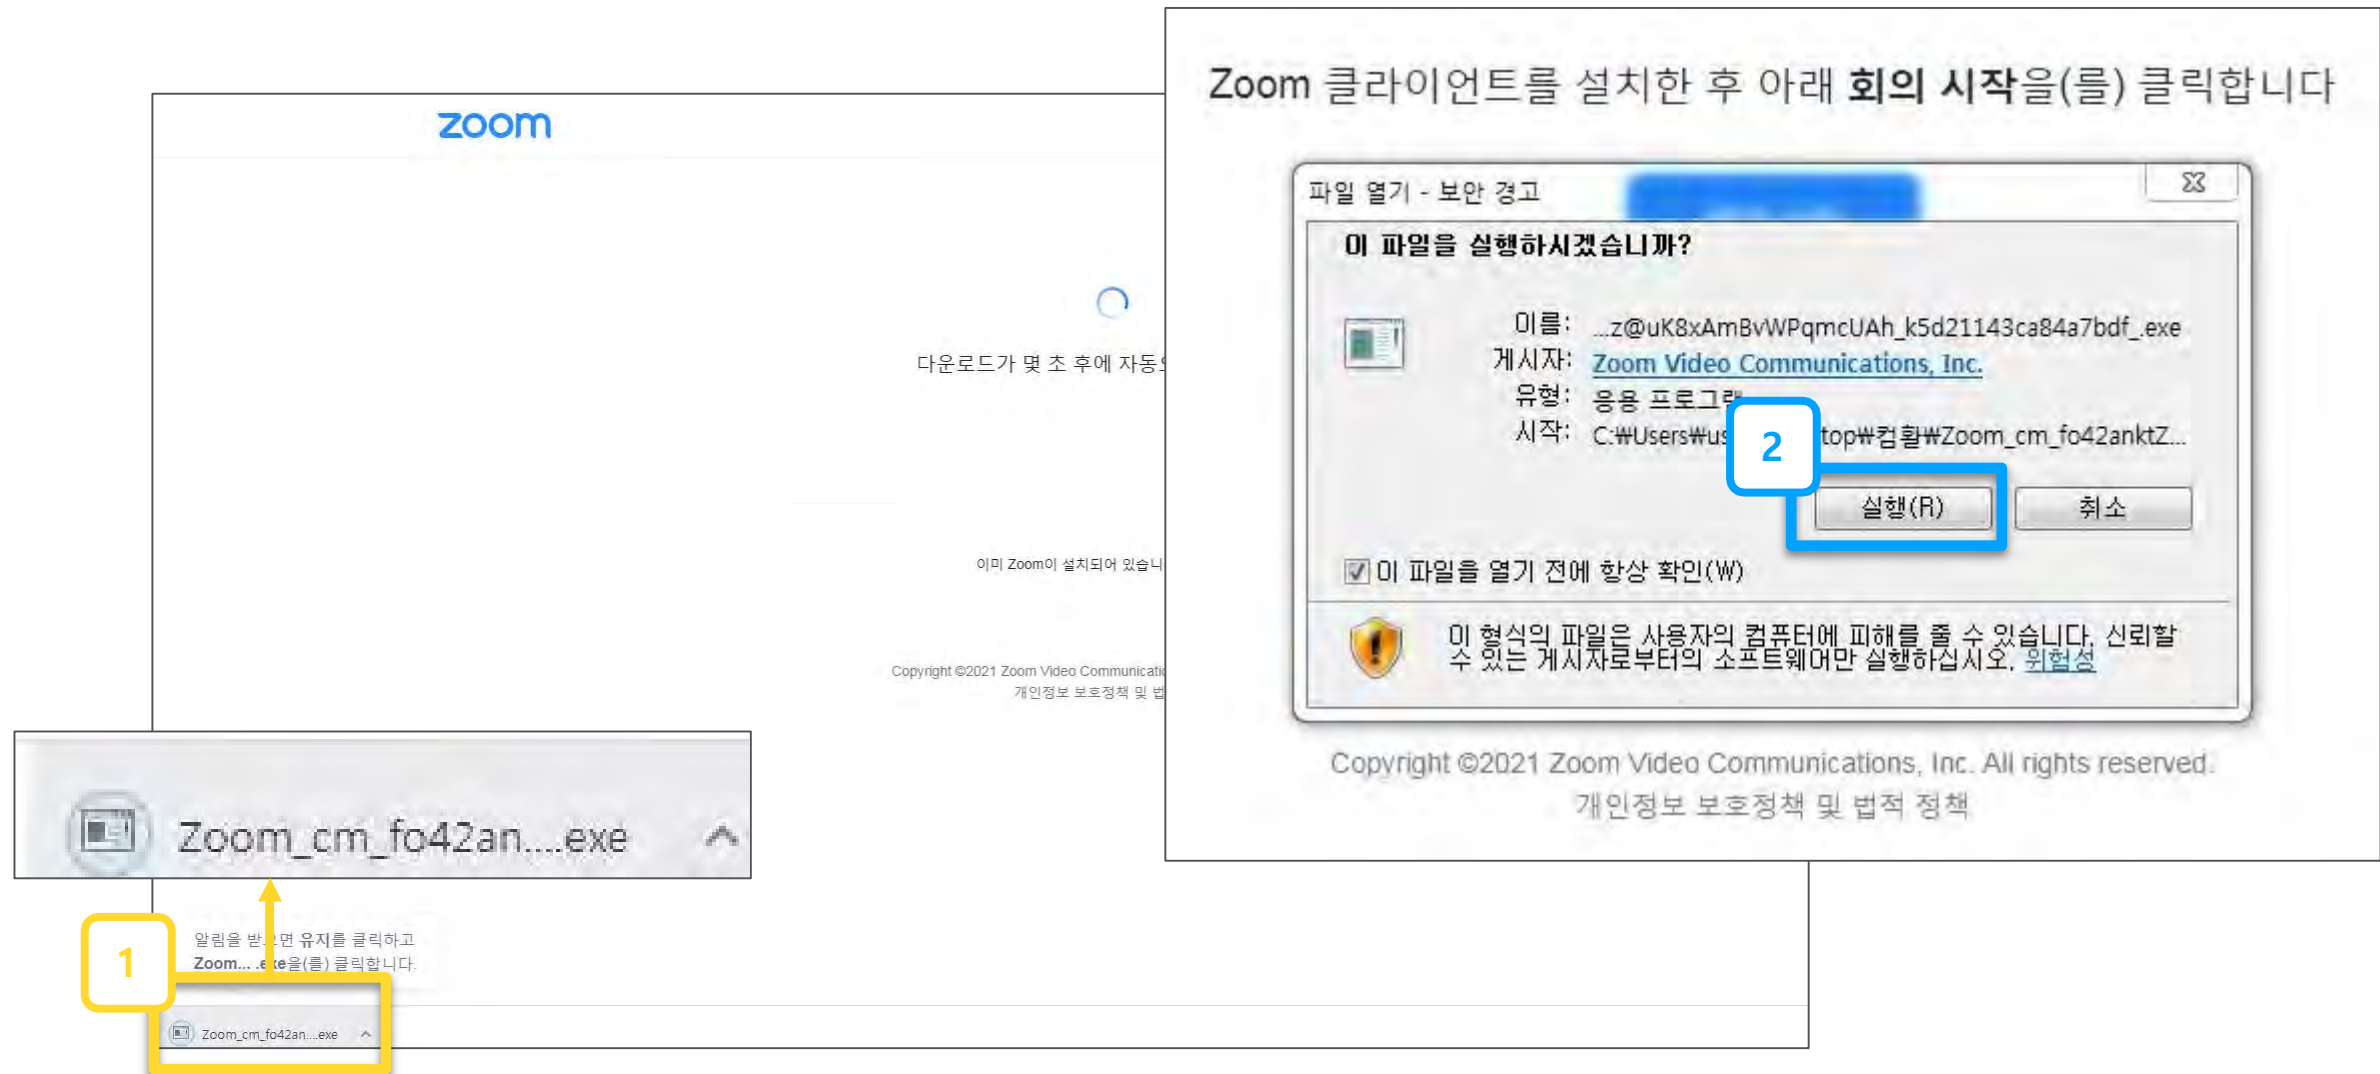 zoom
다운로드가 몇 초 후에 자동
이미 Zoom이 설치되어 있습니
Copyright ©2021 Zoom Video Communicatio
개인정보 보호정책 및 법
Zoom_cm_fo42an....exe
1
알림을 받으면 유지를 클릭하고
Zoom... .exe을(를) 클릭합니다.
Zoom_cm_fo42an....exe
Zoom 클라이언트를 설치한 후 아래 회의 시작을(를) 클릭합니다
파일 열기 - 보안 경고
이 파일을 실행하시겠습니까?
이름: ...z@uK8xAmBvWPqmcUAh_k5d21143ca84a7bdf_.exe
게시자: Zoom Video Communications, Inc.
유형: 응용 프로그램
시작: C:₩Users₩us top₩컴활₩Zoom_cm_fo42anktZ...
2
실행(R) 취소
이 파일을 열기 전에 항상 확인(W)
이 형식의 파일은 사용자의 컴퓨터에 피해를 줄 수 있습니다. 신뢰할
수 있는 게시자로부터의 소프트웨어만 실행하십시오. 위험성
Copyright ©2021 Zoom Video Communications, Inc. All rights reserved.
개인정보 보호정책 및 법적 정책